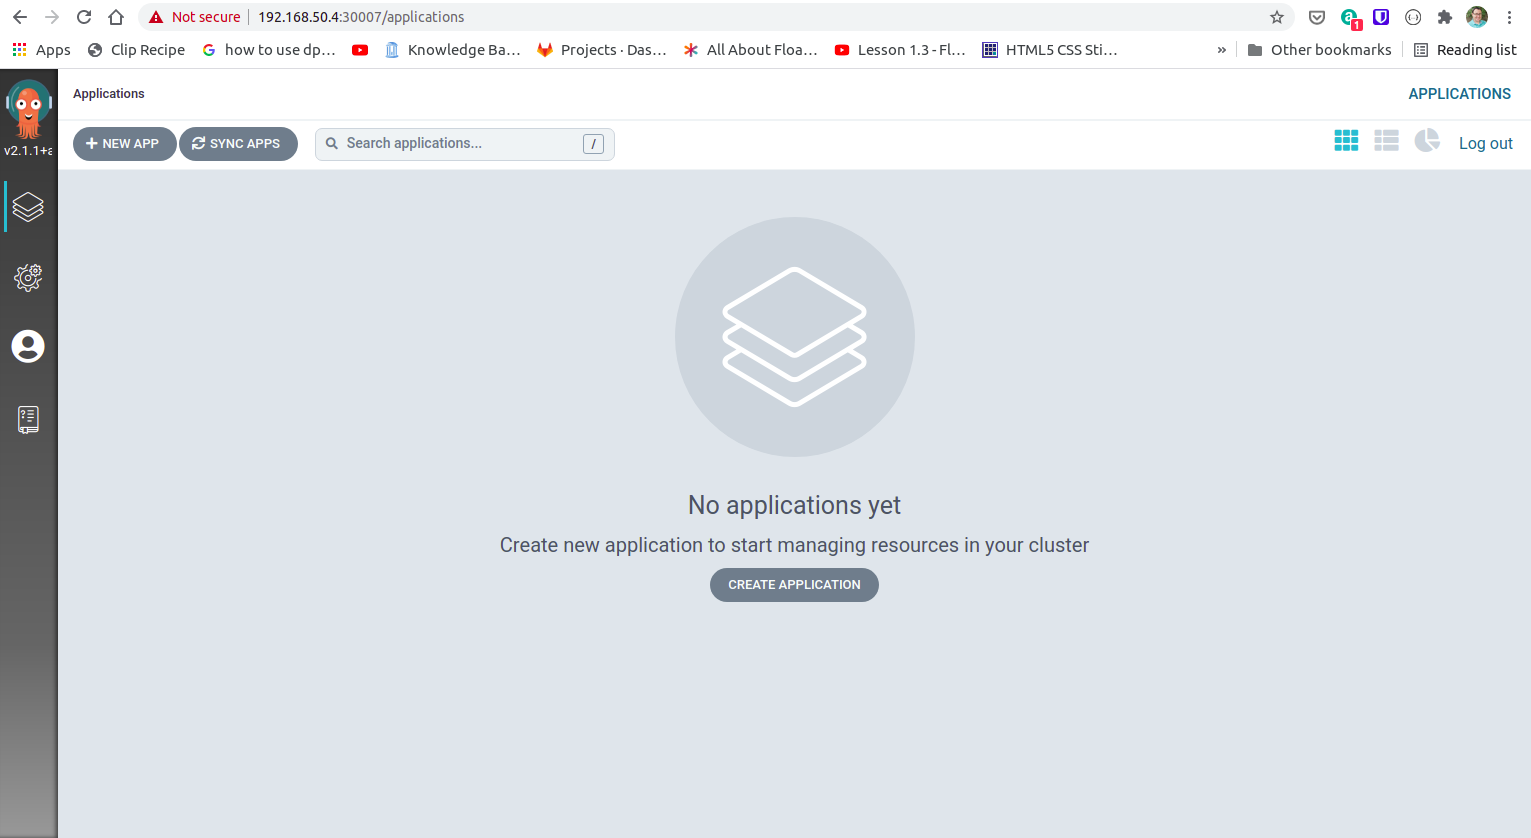 Not secure 192.168.50.4:30007/applications
1
Apps Clip Recipe how to use dp... Knowledge Ba... Projects · Das... All About Floa... Lesson 1.3 - Fl... HTML5 CSS Sti... » Other bookmarks Reading list
Applications APPLICATIONS
NEW APP SYNC APPS Search applications... / Log out
v2.1.1+a
No applications yet
Create new application to start managing resources in your cluster
CREATE APPLICATION